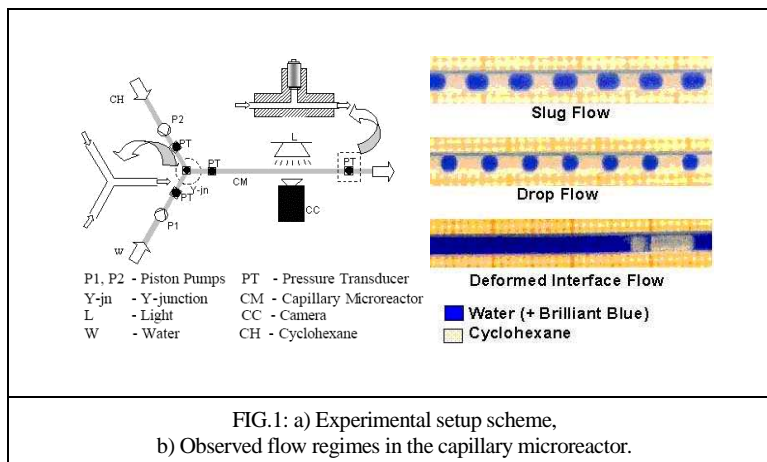 CH
P2
PT
L
PT
PT
Y-jn
CM
PT
CC
P1
W
P1, P2 - Piston Pumps PT - Pressure Transducer
Y-jn - Y-junction CM - Capillary Microreactor
L - Light CC - Camera
W - Water CH - Cyclohexane
Slug Flow
Drop Flow
Deformed Interface Flow
Water (+ Brilliant Blue)
Cyclohexane
FIG.1: a) Experimental setup scheme,
b) Observed flow regimes in the capillary microreactor.